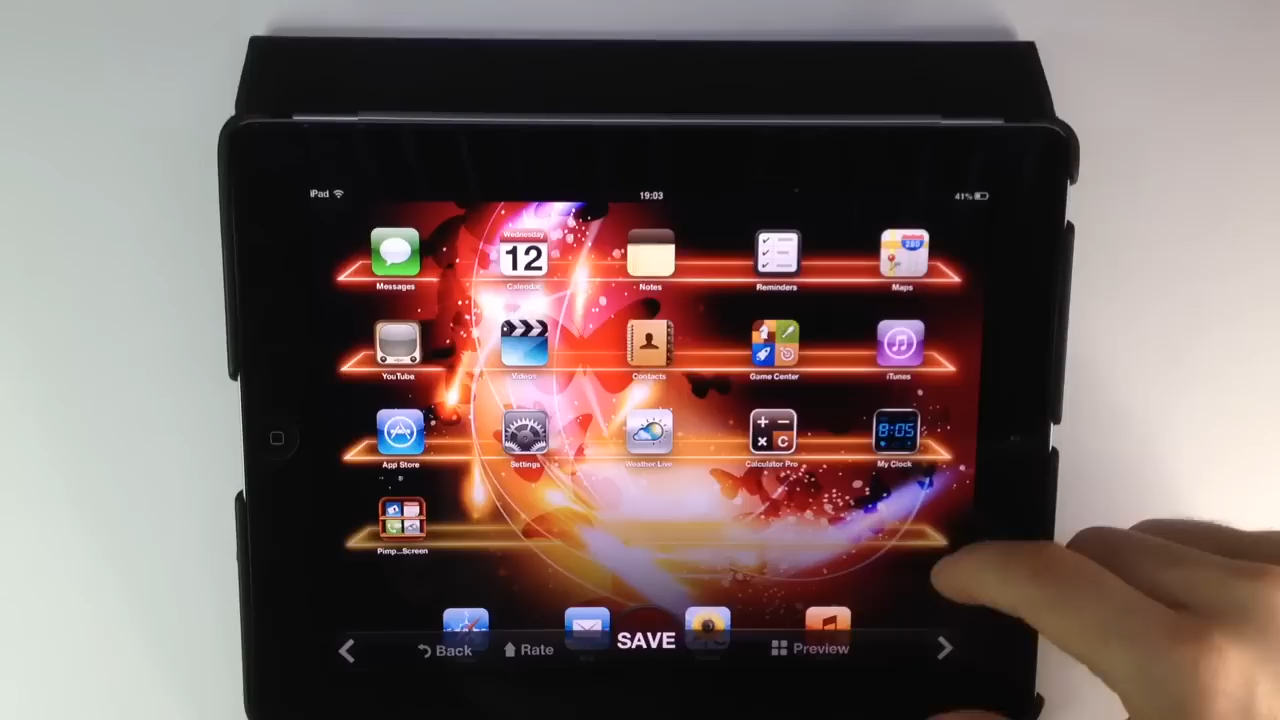 iPad 19:03 41%
Wednesday
12
280
Messages Calendar Notes Reminders Maps
YouTube Videos Contacts Game Center iTunes
8:05
App Store Settings Weather Live Calculator Pro My Clock
Pimp...Screen
Back Rate SAVE Preview